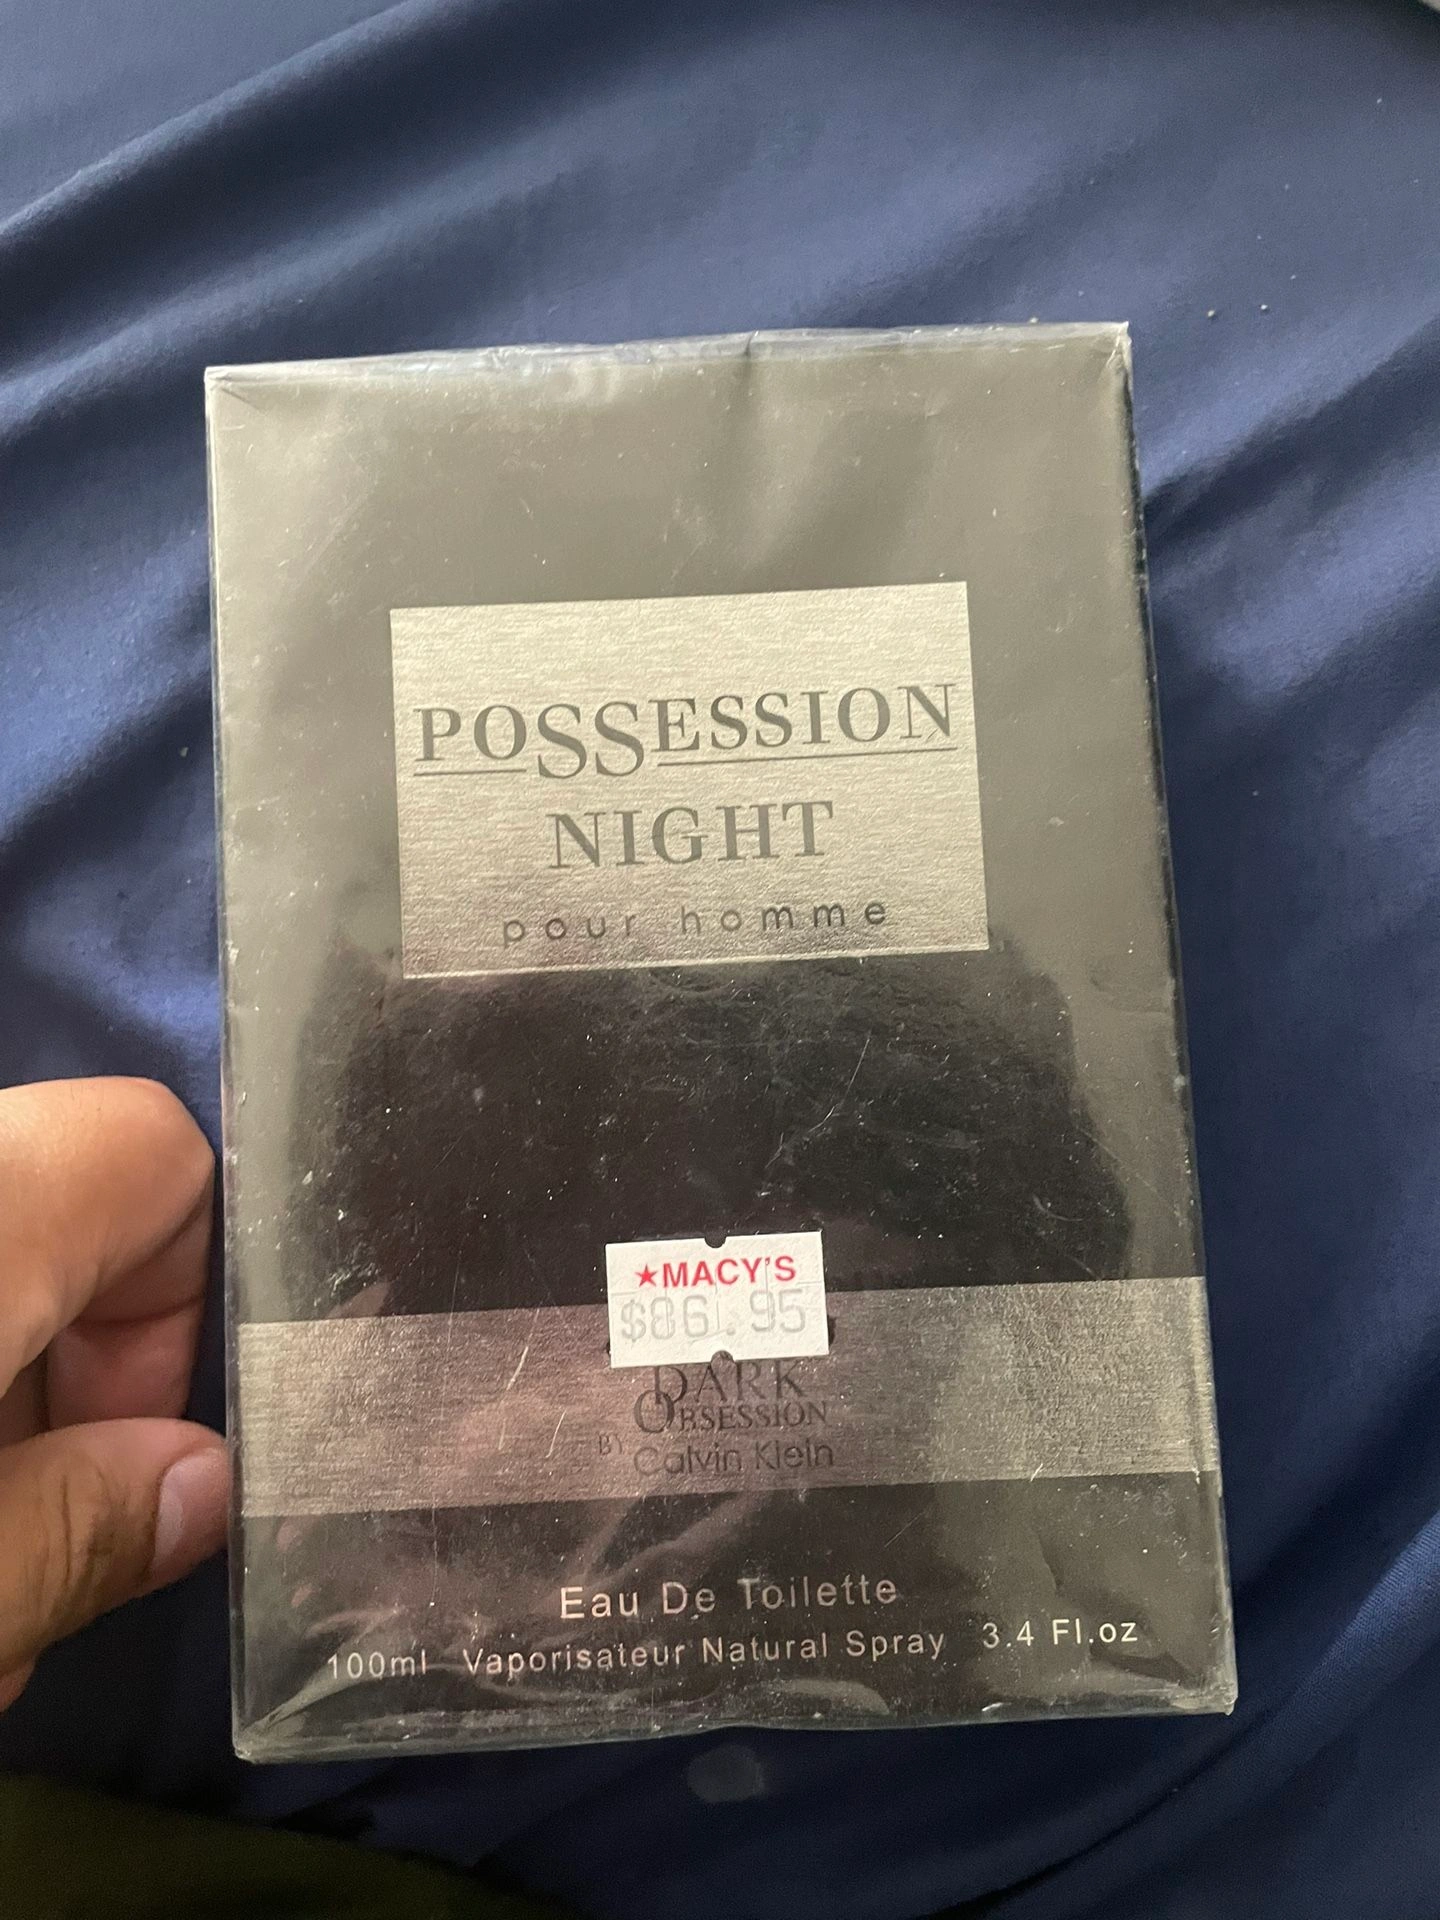 POSSESSION
NIGHT
pour homme
★MACY'S
$86.95
DARK
OBSESSION
BY Calvin Klein
Eau De Toilette
100ml Vaporisateur Natural Spray 3.4 Fl.oz